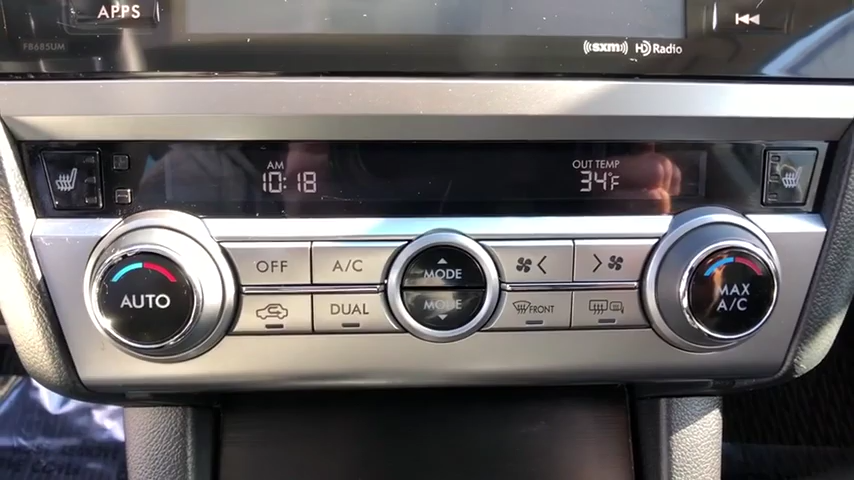 APPS
FB685UM
((sxm)) HD Radio
AM
10:18
OUT TEMP
34°F
AUTO
OFF
A/C
MODE
MODE
DUAL
FRONT
MAX
A/C